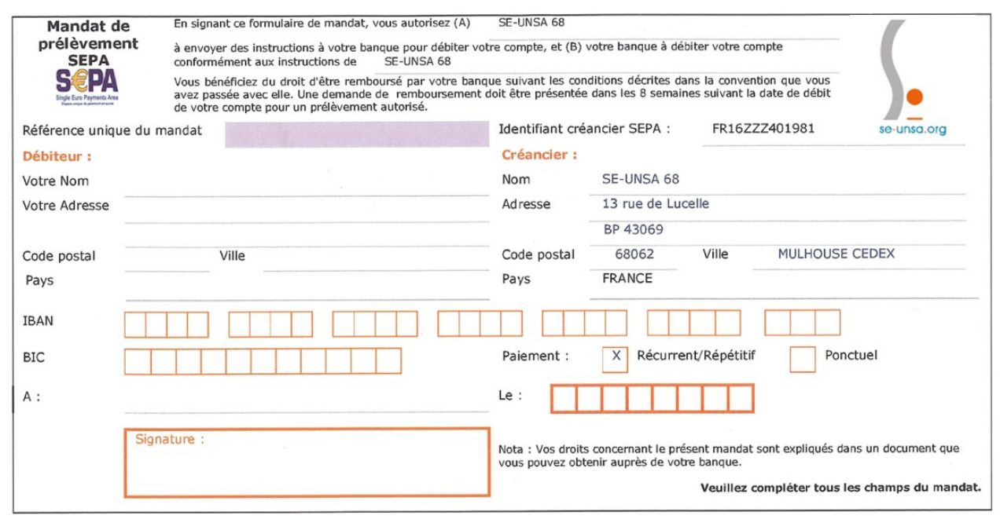 Mandat de
prélèvement
SEPA
S€PA
Single Euro Payments Area
Espace unique de paiement en euros
En signant ce formulaire de mandat, vous autorisez (A) SE-UNSA 68
à envoyer des instructions à votre banque pour débiter votre compte, et (B) votre banque à débiter votre compte
conformément aux instructions de SE-UNSA 68
Vous bénéficiez du droit d'être remboursé par votre banque suivant les conditions décrites dans la convention que vous
avez passée avec elle. Une demande de remboursement doit être présentée dans les 8 semaines suivant la date de débit
de votre compte pour un prélèvement autorisé.
se-unsa.org
Référence unique du mandat
Identifiant créancier SEPA : FR16ZZZ401981
Débiteur :
Créancier :
Votre Nom
Nom SE-UNSA 68
Votre Adresse
Adresse 13 rue de Lucelle
BP 43069
Code postal Ville
Code postal 68062 Ville MULHOUSE CEDEX
Pays
Pays FRANCE
IBAN
BIC
Paiement : X Récurrent/Répétitif Ponctuel
A :
Le :
Signature :
Nota : Vos droits concernant le présent mandat sont expliqués dans un document que
vous pouvez obtenir auprès de votre banque.
Veuillez compléter tous les champs du mandat.